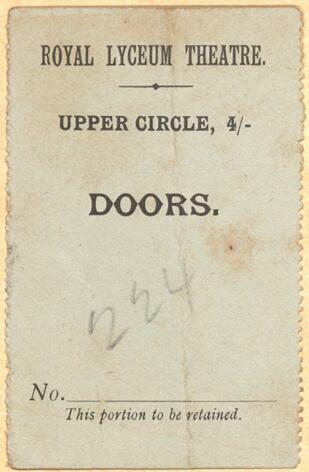 ROYAL LYCEUM THEATRE.
UPPER CIRCLE, 4/-
DOORS.
224
No.
This portion to be retained.